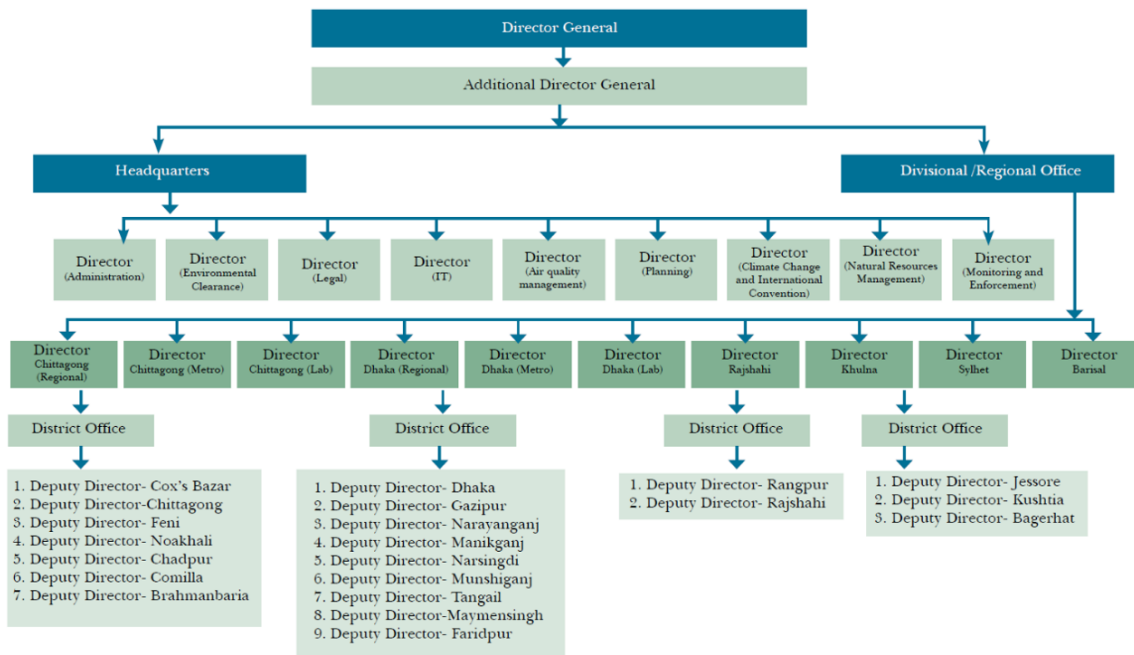 Director General
Additional Director General
Headquarters
Divisional /Regional Office
Director
(Administration)
Director
(Environmental
Clearance)
Director
(Legal)
Director
(IT)
Director
(Air quality
management)
Director
(Planning)
Director
(Climate Change
and International
Convention)
Director
(Natural Resources
Management)
Director
(Monitoring and
Enforcement)
Director
Chittagong
(Regional)
Director
Chittagong (Metro)
Director
Chittagong (Lab)
Director
Dhaka (Regional)
Director
Dhaka (Metro)
Director
Dhaka (Lab)
Director
Rajshahi
Director
Khulna
Director
Sylhet
Director
Barisal
District Office
District Office
District Office
District Office
1. Deputy Director- Cox's Bazar
2. Deputy Director-Chittagong
3. Deputy Director- Feni
4. Deputy Director- Noakhali
5. Deputy Director- Chadpur
6. Deputy Director- Comilla
7. Deputy Director- Brahmanbaria
1. Deputy Director- Dhaka
2. Deputy Director- Gazipur
3. Deputy Director- Narayanganj
4. Deputy Director- Manikganj
5. Deputy Director- Narsingdi
6. Deputy Director- Munshiganj
7. Deputy Director- Tangail
8. Deputy Director-Maymensingh
9. Deputy Director- Faridpur
1. Deputy Director- Rangpur
2. Deputy Director- Rajshahi
1. Deputy Director- Jessore
2. Deputy Director- Kushtia
3. Deputy Director- Bagerhat